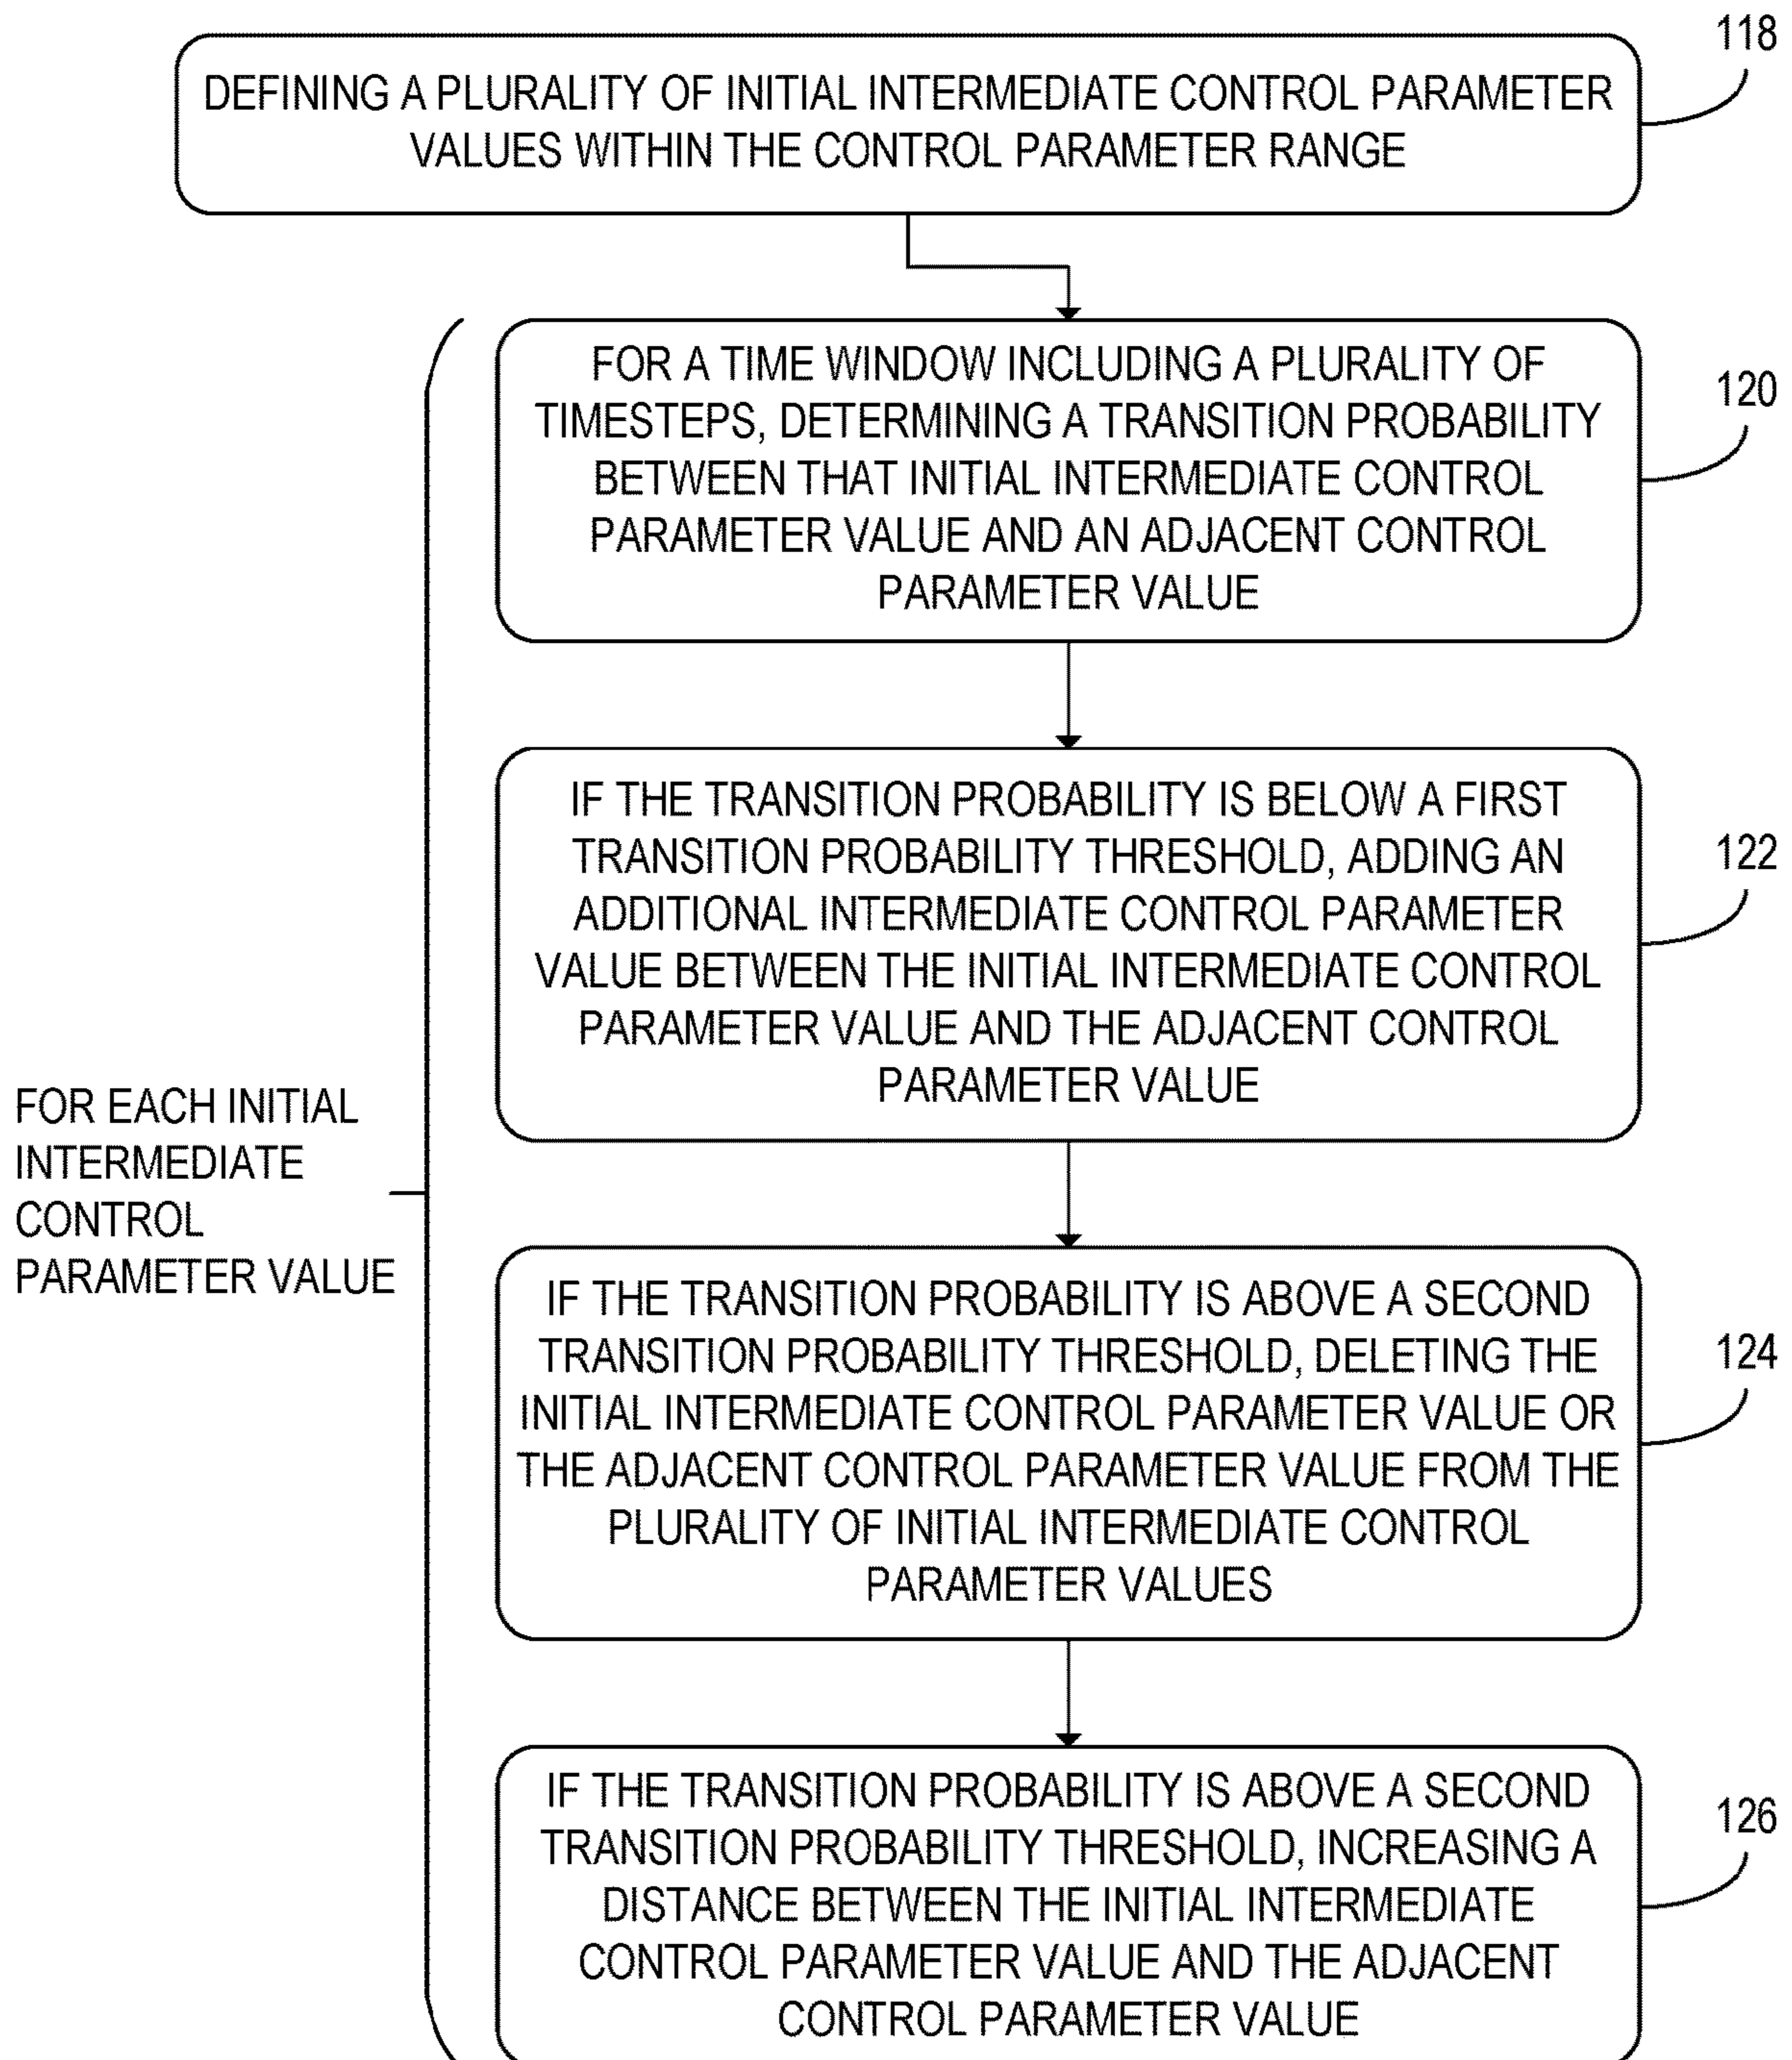 118
DEFINING A PLURALITY OF INITIAL INTERMEDIATE CONTROL PARAMETER
VALUES WITHIN THE CONTROL PARAMETER RANGE
FOR A TIME WINDOW INCLUDING A PLURALITY OF
TIMESTEPS, DETERMINING A TRANSITION PROBABILITY
BETWEEN THAT INITIAL INTERMEDIATE CONTROL
PARAMETER VALUE AND AN ADJACENT CONTROL
PARAMETER VALUE
120
IF THE TRANSITION PROBABILITY IS BELOW A FIRST
TRANSITION PROBABILITY THRESHOLD, ADDING AN
ADDITIONAL INTERMEDIATE CONTROL PARAMETER
VALUE BETWEEN THE INITIAL INTERMEDIATE CONTROL
PARAMETER VALUE AND THE ADJACENT CONTROL
PARAMETER VALUE
122
FOR EACH INITIAL
INTERMEDIATE
CONTROL
PARAMETER VALUE
IF THE TRANSITION PROBABILITY IS ABOVE A SECOND
TRANSITION PROBABILITY THRESHOLD, DELETING THE
INITIAL INTERMEDIATE CONTROL PARAMETER VALUE OR
THE ADJACENT CONTROL PARAMETER VALUE FROM THE
PLURALITY OF INITIAL INTERMEDIATE CONTROL
PARAMETER VALUES
124
IF THE TRANSITION PROBABILITY IS ABOVE A SECOND
TRANSITION PROBABILITY THRESHOLD, INCREASING A
DISTANCE BETWEEN THE INITIAL INTERMEDIATE
CONTROL PARAMETER VALUE AND THE ADJACENT
CONTROL PARAMETER VALUE
126